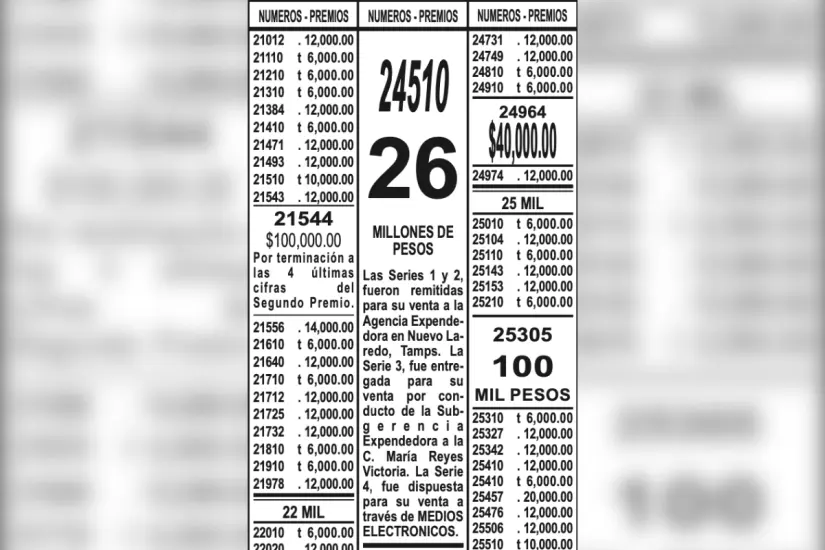 NUMEROS - PREMIOS
21012 . 12,000.00
21110 t 6,000.00
21210 t 6,000.00
21310 t 6,000.00
21384 . 12,000.00
21410 t 6,000.00
21471 . 12,000.00
21493 . 12,000.00
21510 t 10,000.00
21543 . 12,000.00
21544
$100,000.00
Por terminación a
las 4 últimas
cifras del
Segundo Premio.
21556 . 14,000.00
21610 t 6,000.00
21640 . 12,000.00
21710 t 6,000.00
21712 . 12,000.00
21725 . 12,000.00
21732 . 12,000.00
21810 t 6,000.00
21910 t 6,000.00
21978 . 12,000.00
22 MIL
22010 t 6,000.00
22020 . 12,000.00
NUMEROS - PREMIOS
24510
26
MILLONES DE
PESOS
Las Series 1 y 2,
fueron remitidas
para su venta a la
Agencia Expende-
dora en Nuevo La-
redo, Tamps. La
Serie 3, fue entre-
gada para su
venta por con-
ducto de la Sub-
gerencia
Expendedora a la
C. María Reyes
Victoria. La Serie
4, fue dispuesta
para su venta a
través de MEDIOS
ELECTRONICOS.
NUMEROS - PREMIOS
24731 . 12,000.00
24749 . 12,000.00
24810 t 6,000.00
24910 t 6,000.00
24964
$40,000.00
24974 . 12,000.00
25 MIL
25010 t 6,000.00
25104 . 12,000.00
25110 t 6,000.00
25143 . 12,000.00
25153 . 12,000.00
25210 t 6,000.00
25305
100
MIL PESOS
25310 t 6,000.00
25327 . 12,000.00
25342 . 12,000.00
25410 . 12,000.00
25410 t 6,000.00
25457 . 20,000.00
25476 . 12,000.00
25506 . 12,000.00
25510 t 10,000.00